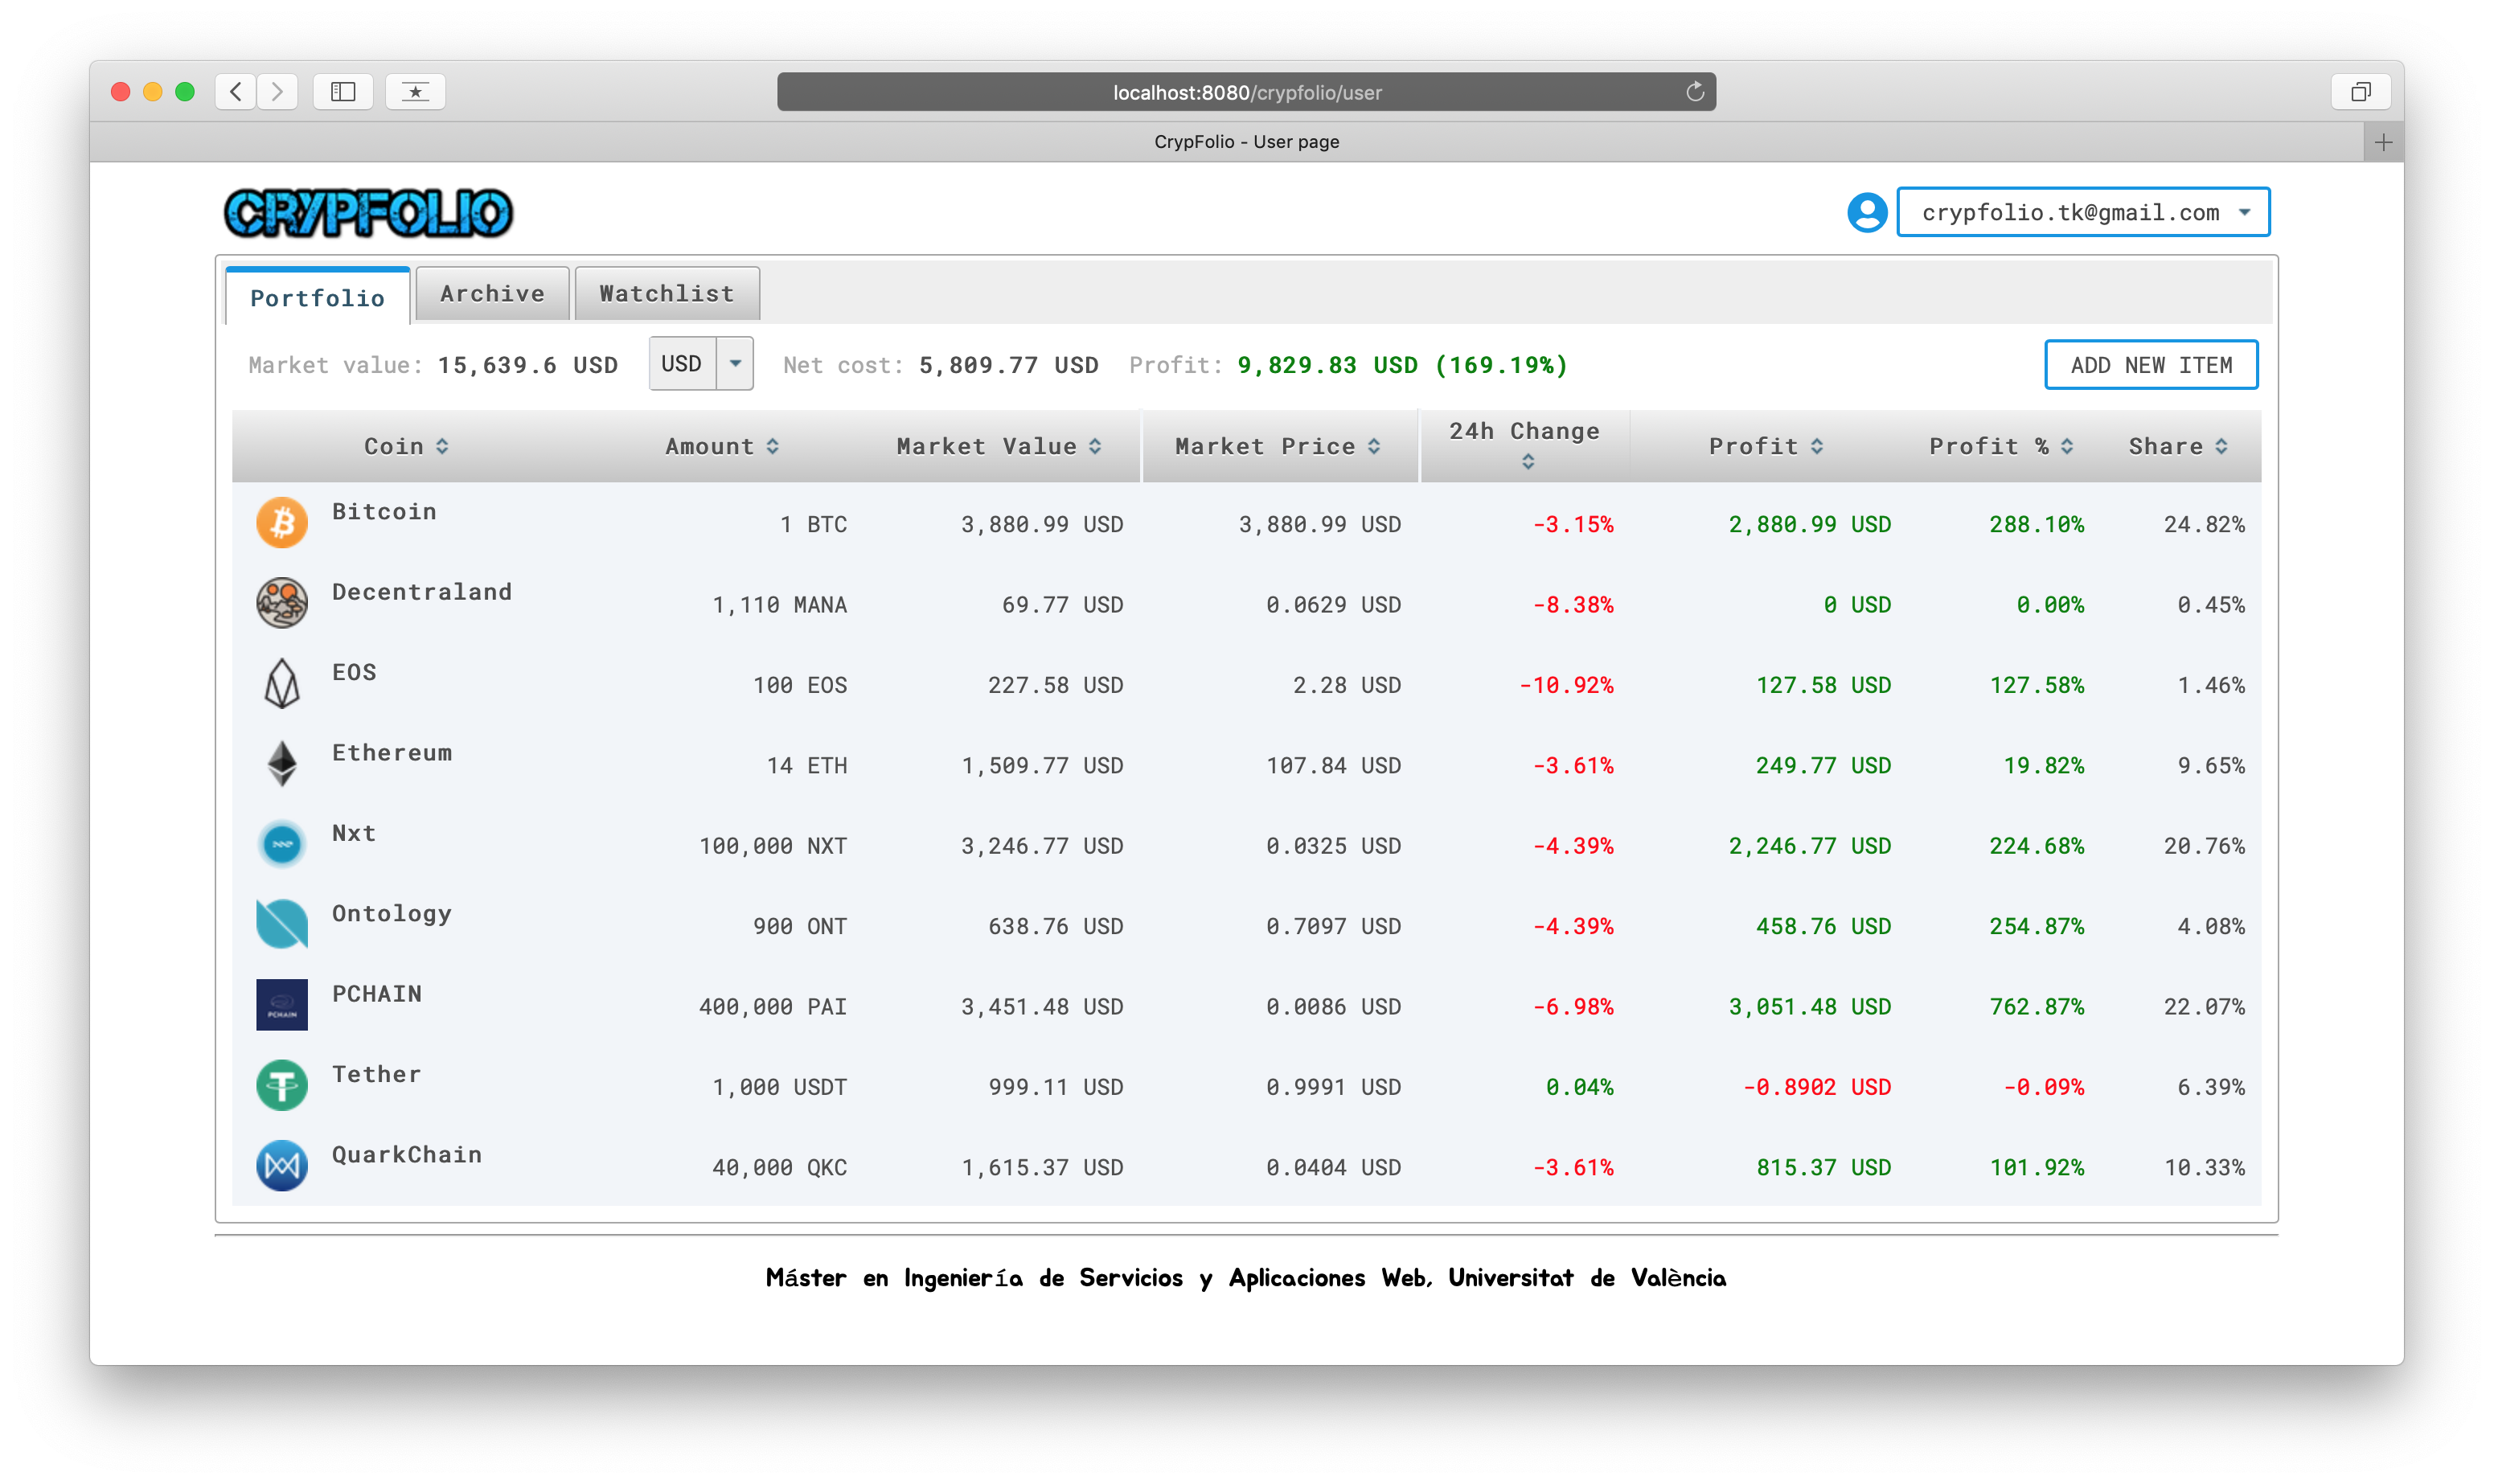 localhost:8080/crypfolio/user
CrypFolio - User page
CRYPFOLIO
crypfolio.tk@gmail.com
Portfolio Archive Watchlist
Market value: 15,639.6 USD USD Net cost: 5,809.77 USD Profit: 9,829.83 USD (169.19%) ADD NEW ITEM
Coin Amount Market Value Market Price 24h Change Profit Profit % Share
Bitcoin 1 BTC 3,880.99 USD 3,880.99 USD -3.15% 2,880.99 USD 288.10% 24.82%
Decentraland 1,110 MANA 69.77 USD 0.0629 USD -8.38% 0 USD 0.00% 0.45%
EOS 100 EOS 227.58 USD 2.28 USD -10.92% 127.58 USD 127.58% 1.46%
Ethereum 14 ETH 1,509.77 USD 107.84 USD -3.61% 249.77 USD 19.82% 9.65%
Nxt 100,000 NXT 3,246.77 USD 0.0325 USD -4.39% 2,246.77 USD 224.68% 20.76%
Ontology 900 ONT 638.76 USD 0.7097 USD -4.39% 458.76 USD 254.87% 4.08%
PCHAIN PCHAIN 400,000 PAI 3,451.48 USD 0.0086 USD -6.98% 3,051.48 USD 762.87% 22.07%
Tether 1,000 USDT 999.11 USD 0.9991 USD 0.04% -0.8902 USD -0.09% 6.39%
QuarkChain 40,000 QKC 1,615.37 USD 0.0404 USD -3.61% 815.37 USD 101.92% 10.33%
Máster en Ingeniería de Servicios y Aplicaciones Web, Universitat de València